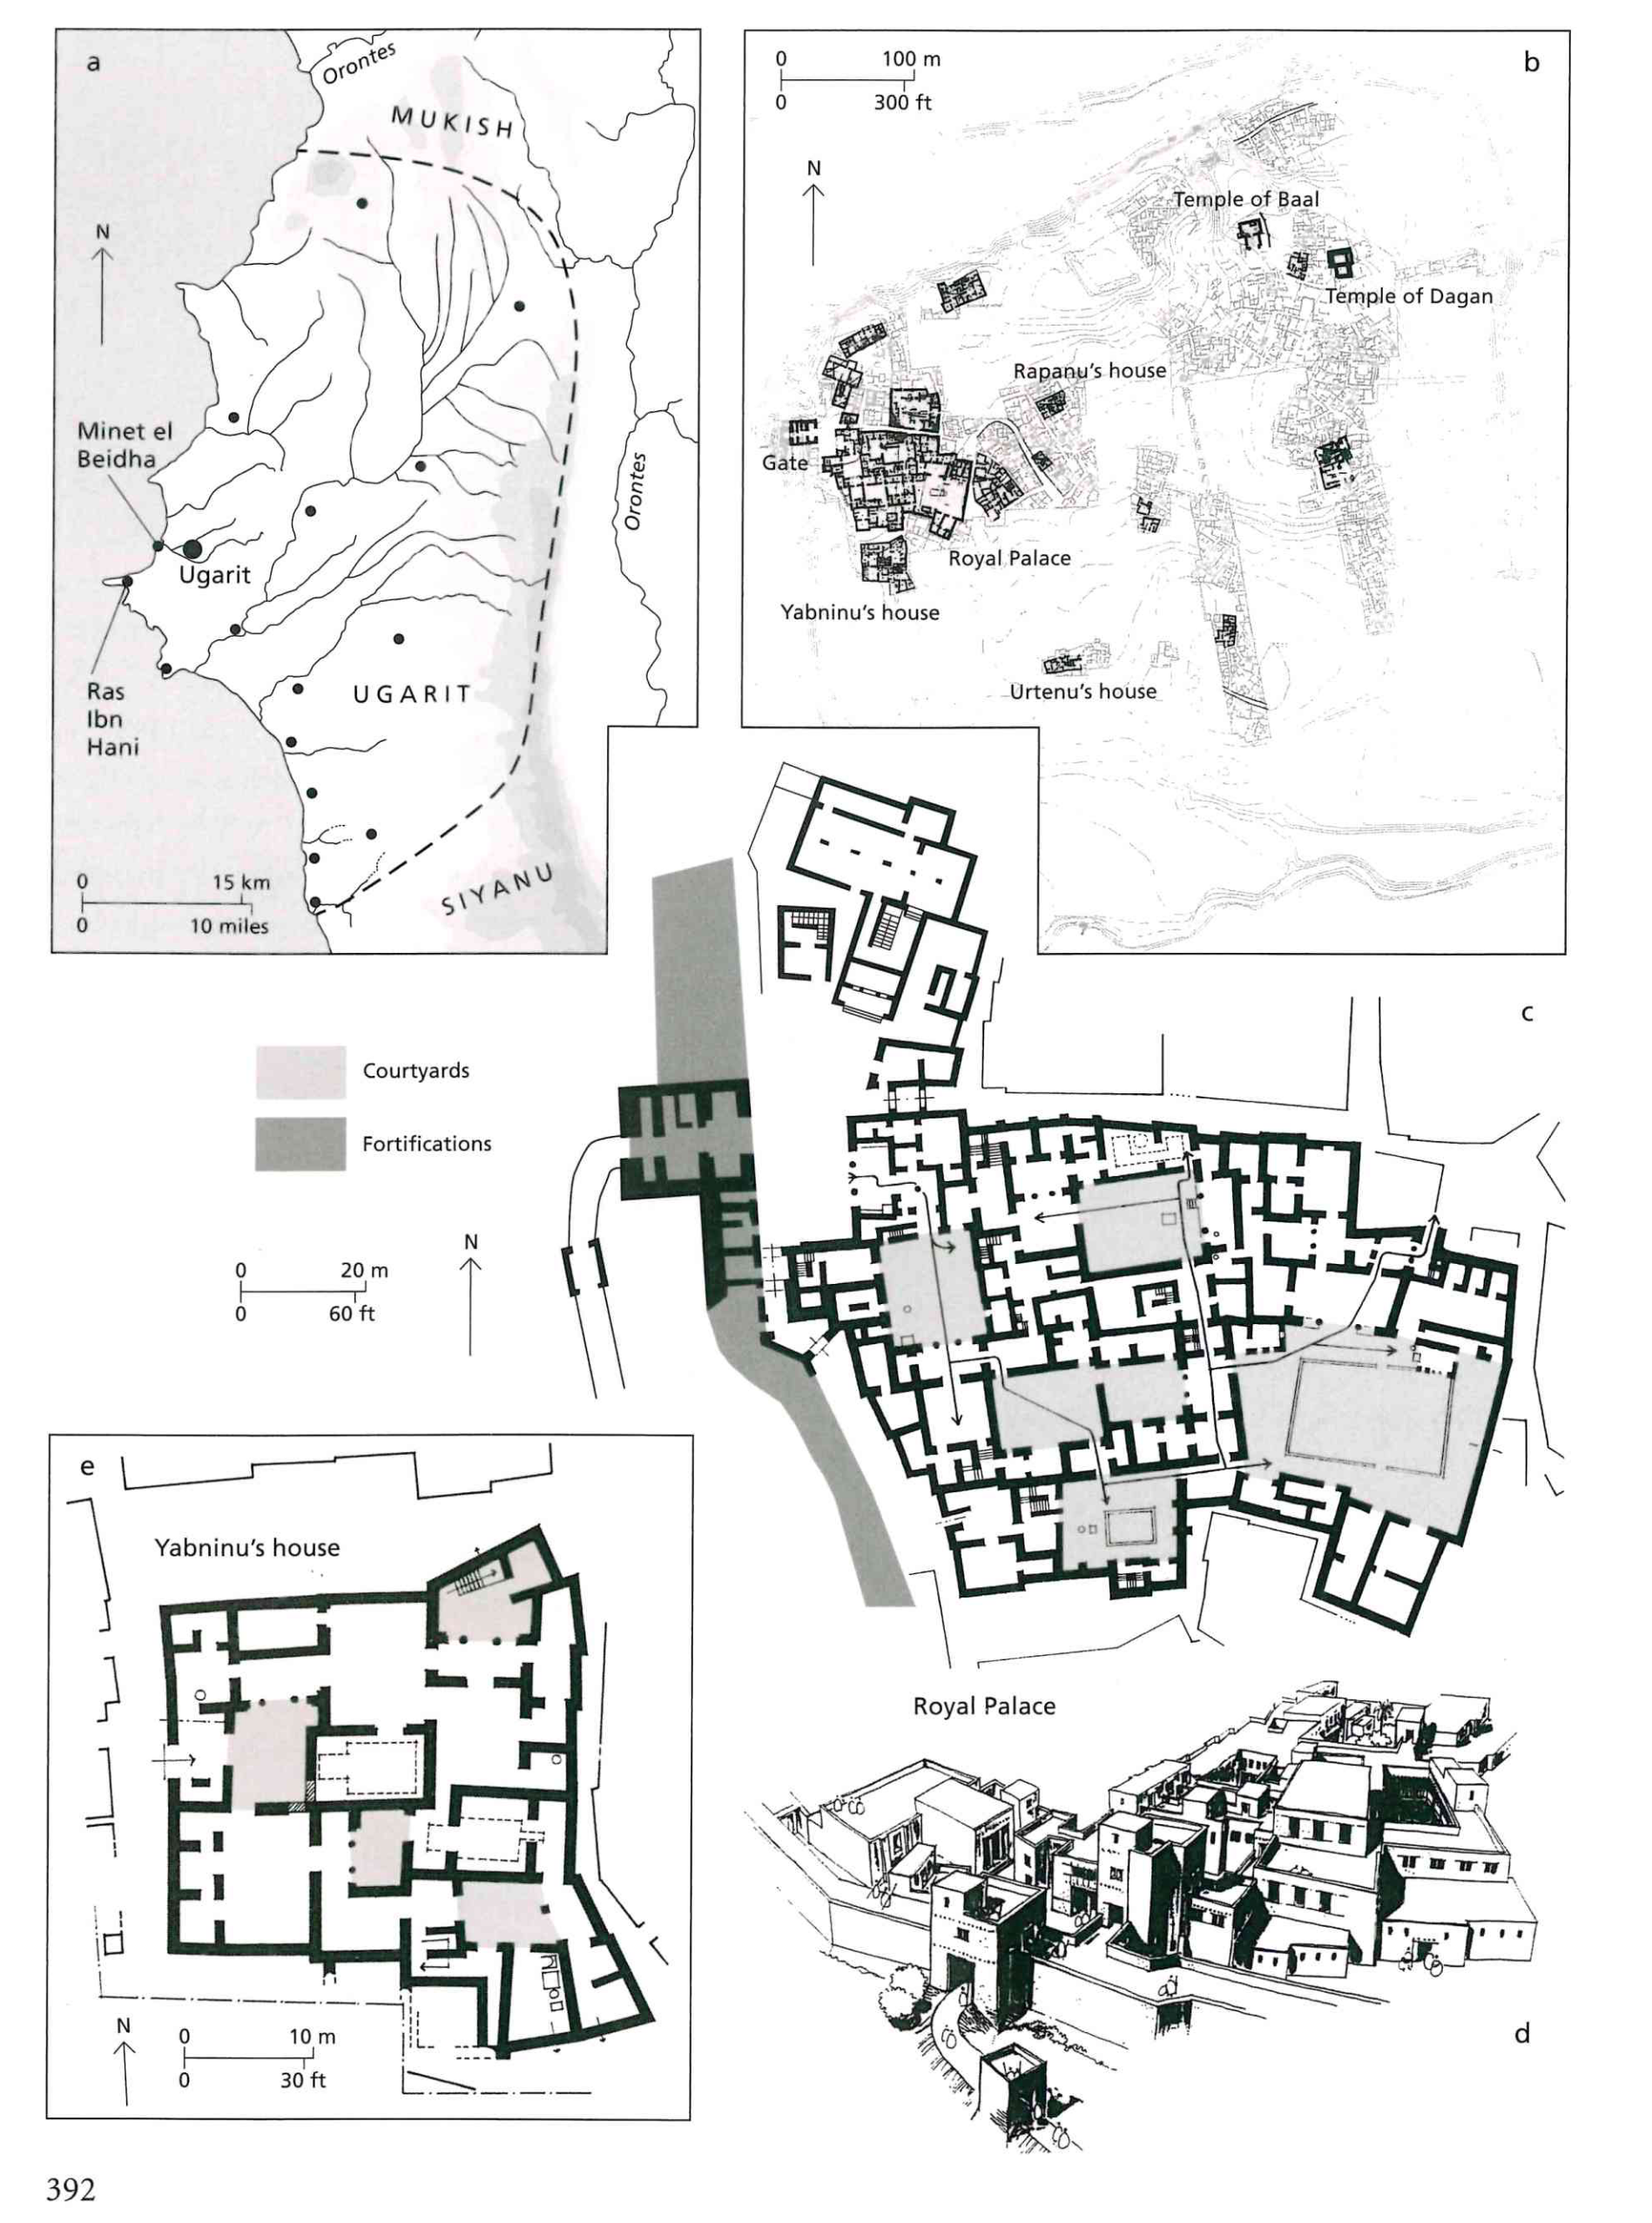 a
Orontes
MUKISH
N
Minet el
Beidha
Ugarit
Orontes
Ras
Ibn
Hani
UGARIT
0 15 km
0 10 miles
SIYANU
b
0 100 m
0 300 ft
N
Temple of Baal
Temple of Dagan
Rapanu's house
Gate
Royal Palace
Yabninu's house
Urtenu's house
c
Courtyards
Fortifications
N
0 20 m
0 60 ft
e
Yabninu's house
N
0 10 m
0 30 ft
Royal Palace
d
392